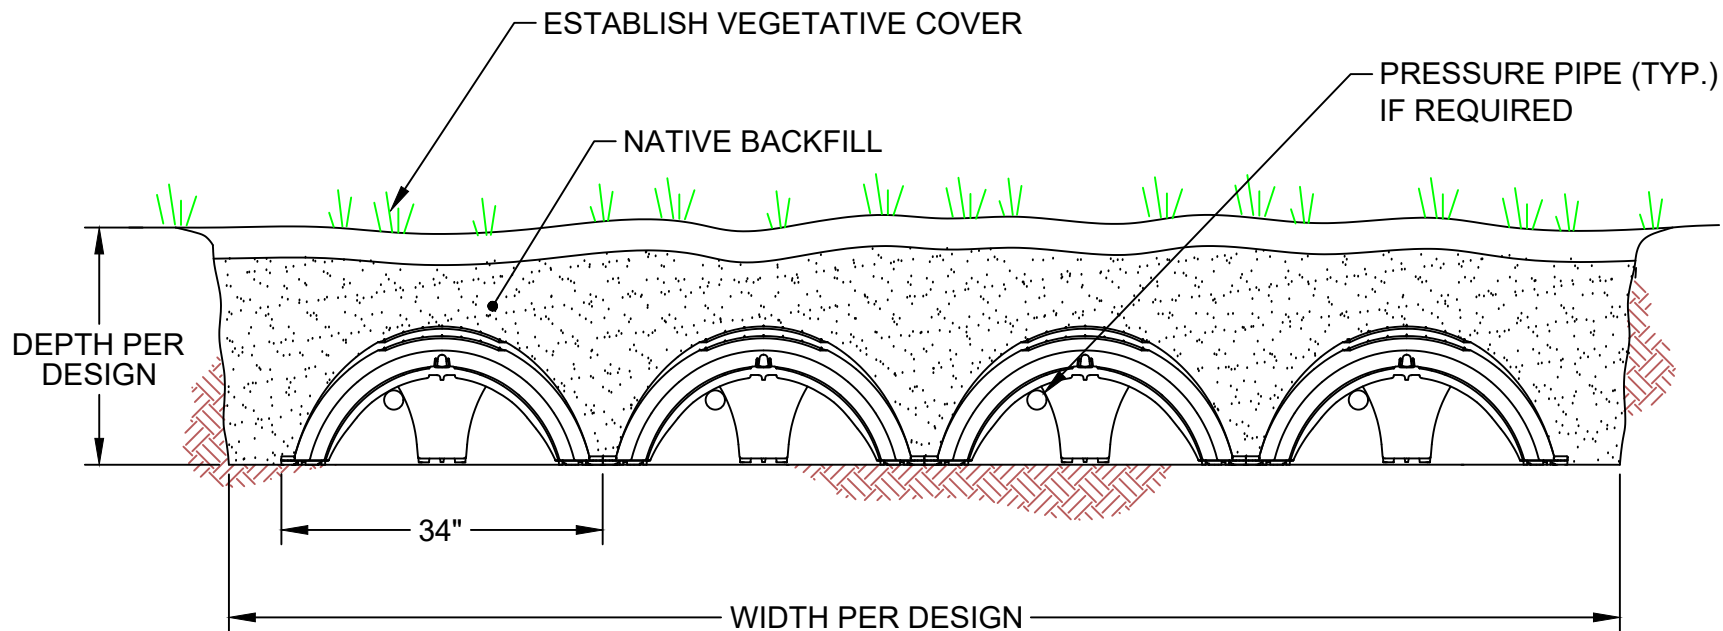 ESTABLISH VEGETATIVE COVER
PRESSURE PIPE (TYP.)
IF REQUIRED
NATIVE BACKFILL
DEPTH PER
DESIGN
34"
WIDTH PER DESIGN